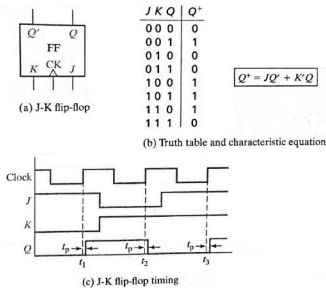 Q' Q
FF
CK
K J
(a) J-K flip-flop
J K Q Q⁺
0 0 0 0
0 0 1 1
0 1 0 0
0 1 1 0
1 0 0 1
1 0 1 1
1 1 0 1
1 1 1 0
Q⁺ = JQ' + K'Q
(b) Truth table and characteristic equation
Clock
J
K
Q
tp tp tp
t1 t2 t3
(c) J-K flip-flop timing